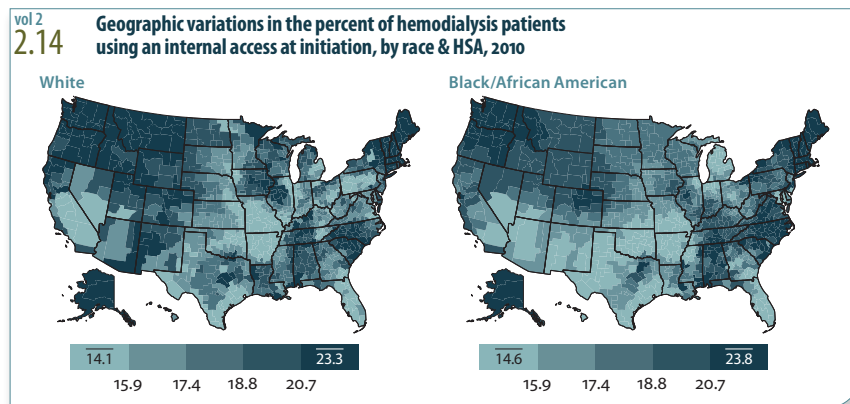 vol 2
2.14
Geographic variations in the percent of hemodialysis patients
using an internal access at initiation, by race & HSA, 2010
White
Black/African American
14.1 23.3
15.9 17.4 18.8 20.7
14.6 23.8
15.9 17.4 18.8 20.7